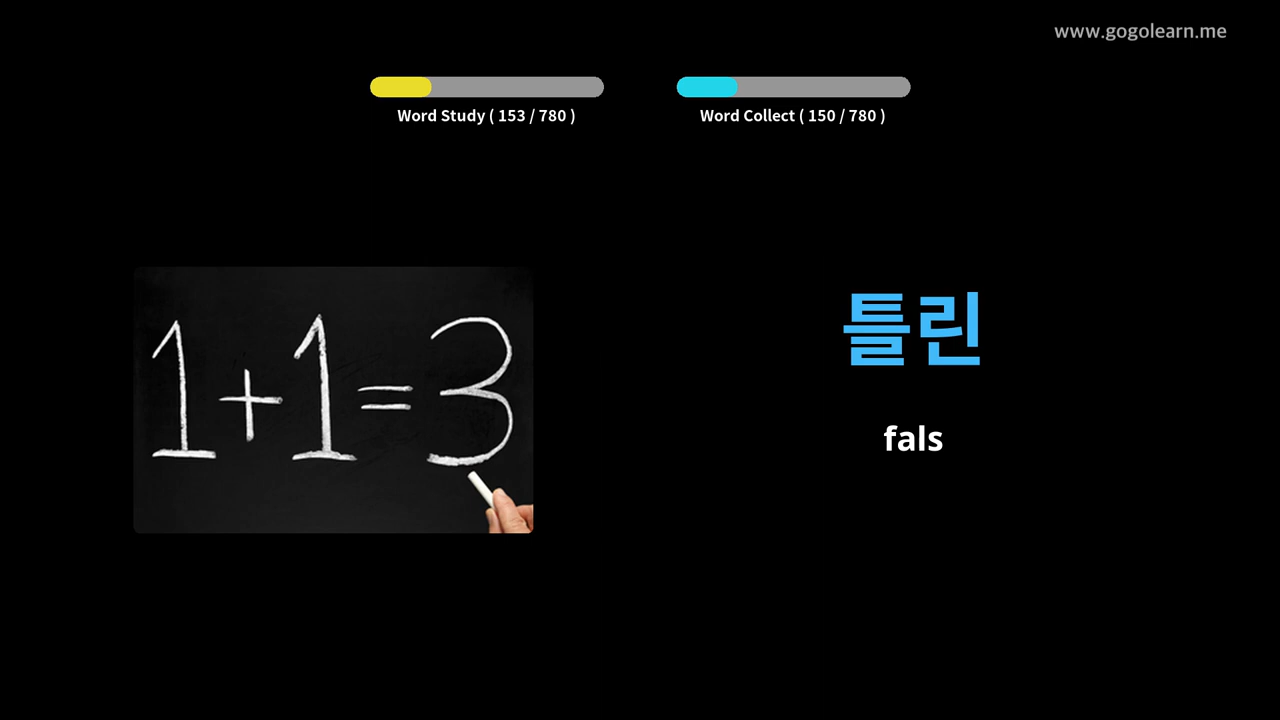 www.gogolearn.me
Word Study ( 153 / 780 )
Word Collect ( 150 / 780 )
1+1=3
틀린
fals